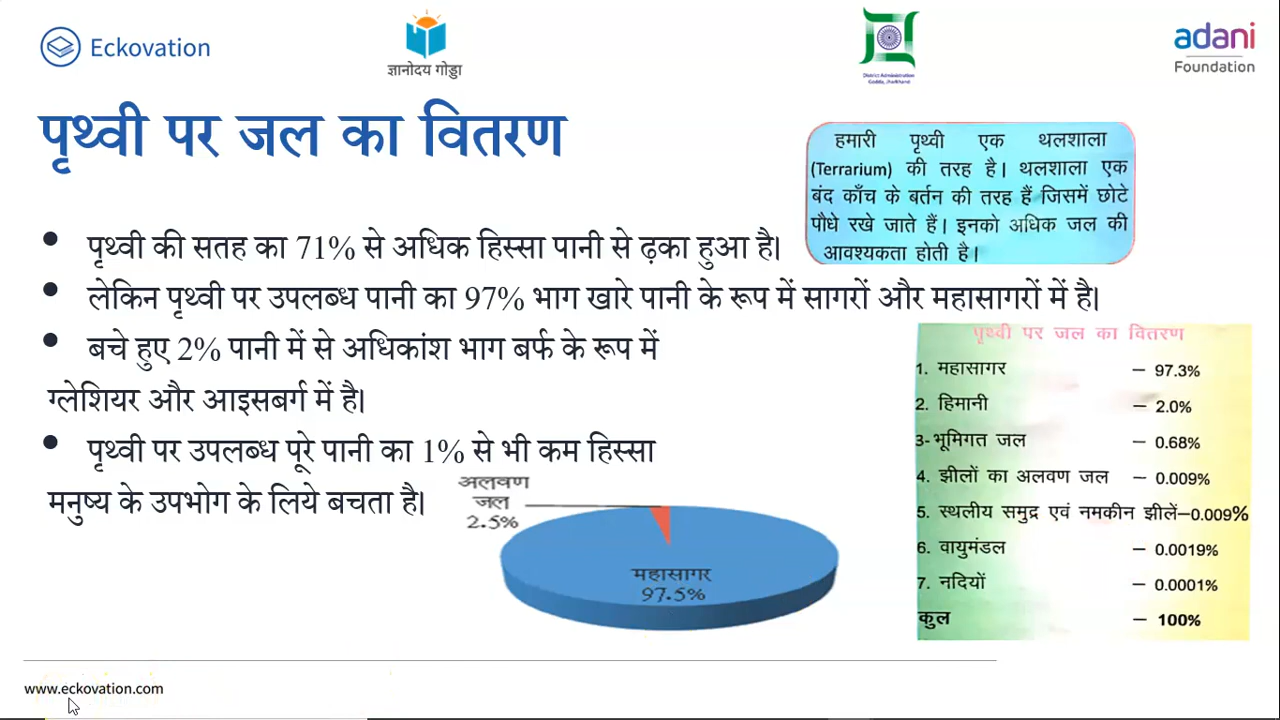 Eckovation
ज्ञानोदय गोड्डा
District Administration
Godda, Jharkhand
adani
Foundation
पृथ्वी पर जल का वितरण
हमारी पृथ्वी एक थलशाला
(Terrarium) की तरह है। थलशाला एक
बंद काँच के बर्तन की तरह हैं जिसमें छोटे
पौधे रखे जाते हैं। इनको अधिक जल की
आवश्यकता होती है।
• पृथ्वी की सतह का 71% से अधिक हिस्सा पानी से ढ़का हुआ है।
• लेकिन पृथ्वी पर उपलब्ध पानी का 97% भाग खारे पानी के रूप में सागरों और महासागरों में है।
• बचे हुए 2% पानी में से अधिकांश भाग बर्फ के रूप में
ग्लेशियर और आइसबर्ग में है।
• पृथ्वी पर उपलब्ध पूरे पानी का 1% से भी कम हिस्सा
मनुष्य के उपभोग के लिये बचता है।
अलवण
जल
2.5%
महासागर
97.5%
पृथ्वी पर जल का वितरण
1. महासागर – 97.3%
2. हिमानी – 2.0%
3-भूमिगत जल – 0.68%
4. झीलों का अलवण जल – 0.009%
5. स्थलीय समुद्र एवं नमकीन झीलें–0.009%
6. वायुमंडल – 0.0019%
7. नदियों – 0.0001%
कुल – 100%
www.eckovation.com